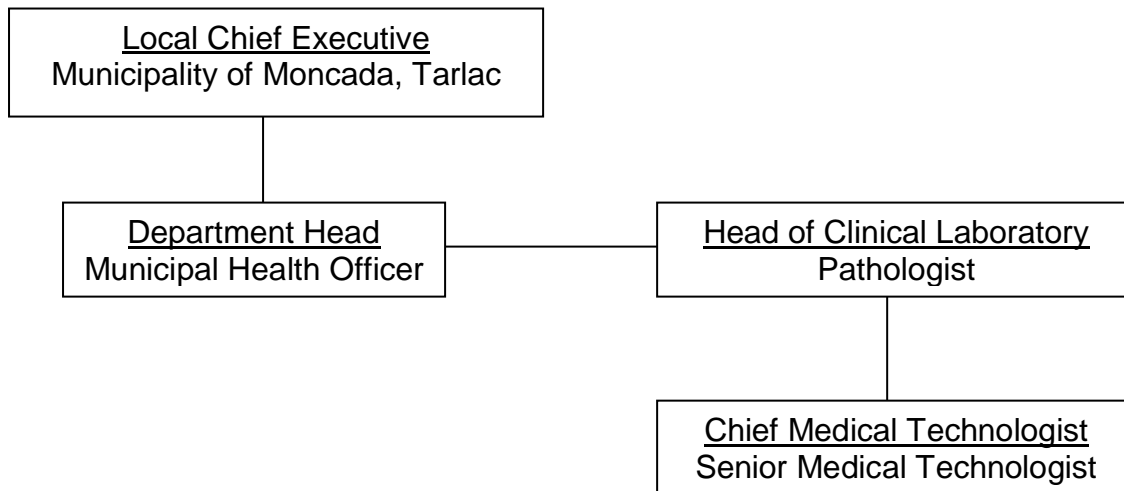 Local Chief Executive
Municipality of Moncada, Tarlac
Department Head
Municipal Health Officer
Head of Clinical Laboratory
Pathologist
Chief Medical Technologist
Senior Medical Technologist